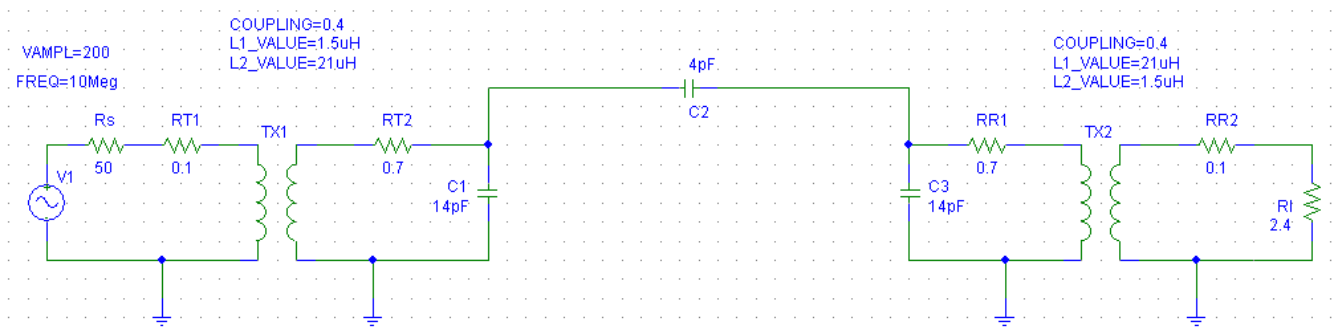 COUPLING=0.4
L1_VALUE=1.5uH
L2_VALUE=21uH
VAMPL=200
FREQ=10Meg
COUPLING=0.4
L1_VALUE=21uH
L2_VALUE=1.5uH
4pF
C2
Rs
RT1
TX1
RT2
RR1
TX2
RR2
50
0.1
0.7
0.7
0.1
V1
C1
14pF
C3
14pF
Rl
2.4